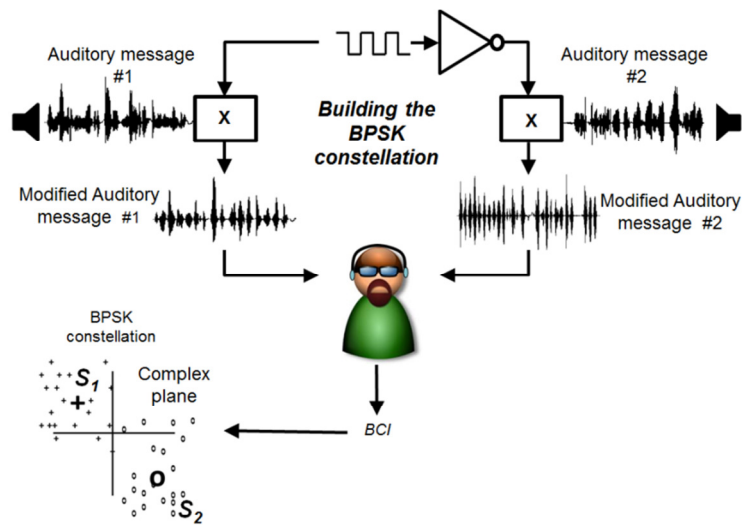 Auditory message
#1
Auditory message
#2
X
Building the
BPSK
constellation
X
Modified Auditory
message #1
Modified Auditory
message #2
BPSK
constellation
S1
Complex
plane
BCI
S2